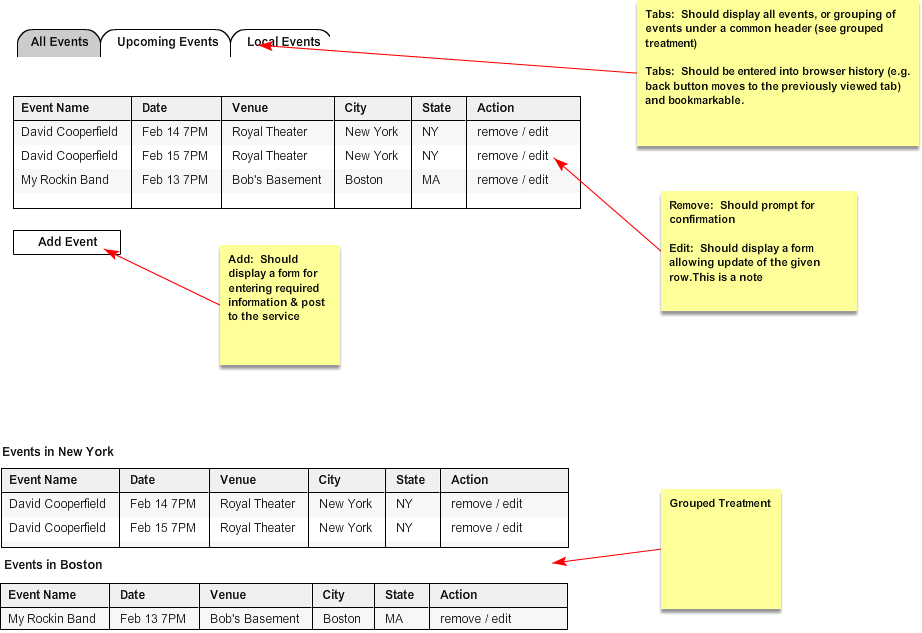 All Events Upcoming Events Local Events
Tabs:  Should display all events, or grouping of
events under a common header (see grouped
treatment)
Tabs:  Should be entered into browser history (e.g.
back button moves to the previously viewed tab)
and bookmarkable.
Event Name Date Venue City State Action
David Cooperfield Feb 14 7PM Royal Theater New York NY remove / edit
David Cooperfield Feb 15 7PM Royal Theater New York NY remove / edit
My Rockin Band Feb 13 7PM Bob's Basement Boston MA remove / edit
Remove:  Should prompt for
confirmation
Edit:  Should display a form
allowing update of the given
row.This is a note
Add Event
Add:  Should
display a form for
entering required
information & post
to the service
Events in New York
Event Name Date Venue City State Action
David Cooperfield Feb 14 7PM Royal Theater New York NY remove / edit
David Cooperfield Feb 15 7PM Royal Theater New York NY remove / edit
Grouped Treatment
Events in Boston
Event Name Date Venue City State Action
My Rockin Band Feb 13 7PM Bob's Basement Boston MA remove / edit